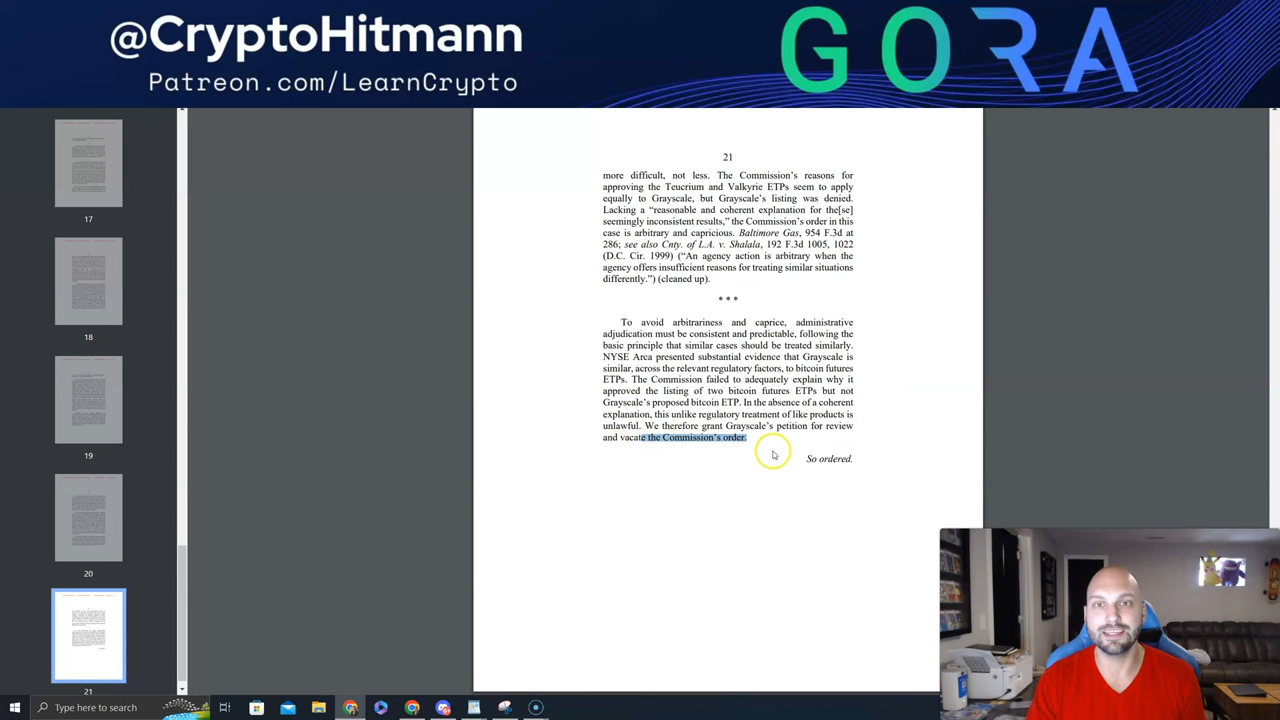 @CryptoHitmann
Patreon.com/LearnCrypto
GORA
21
more difficult, not less. The Commission's reasons for
approving the Teucrium and Valkyrie ETPs seem to apply
equally to Grayscale, but Grayscale's listing was denied.
Lacking a “reasonable and coherent explanation for the[se]
seemingly inconsistent results,” the Commission's order in this
case is arbitrary and capricious. Baltimore Gas, 954 F.3d at
286; see also Cnty. of L.A. v. Shalala, 192 F.3d 1005, 1022
(D.C. Cir. 1999) (“An agency action is arbitrary when the
agency offers insufficient reasons for treating similar situations
differently.”) (cleaned up).
* * *
To avoid arbitrariness and caprice, administrative
adjudication must be consistent and predictable, following the
basic principle that similar cases should be treated similarly.
NYSE Arca presented substantial evidence that Grayscale is
similar, across the relevant regulatory factors, to bitcoin futures
ETPs. The Commission failed to adequately explain why it
approved the listing of two bitcoin futures ETPs but not
Grayscale's proposed bitcoin ETP. In the absence of a coherent
explanation, this unlike regulatory treatment of like products is
unlawful. We therefore grant Grayscale's petition for review
and vacate the Commission's order.
So ordered.
17
18
19
20
21
Type here to search